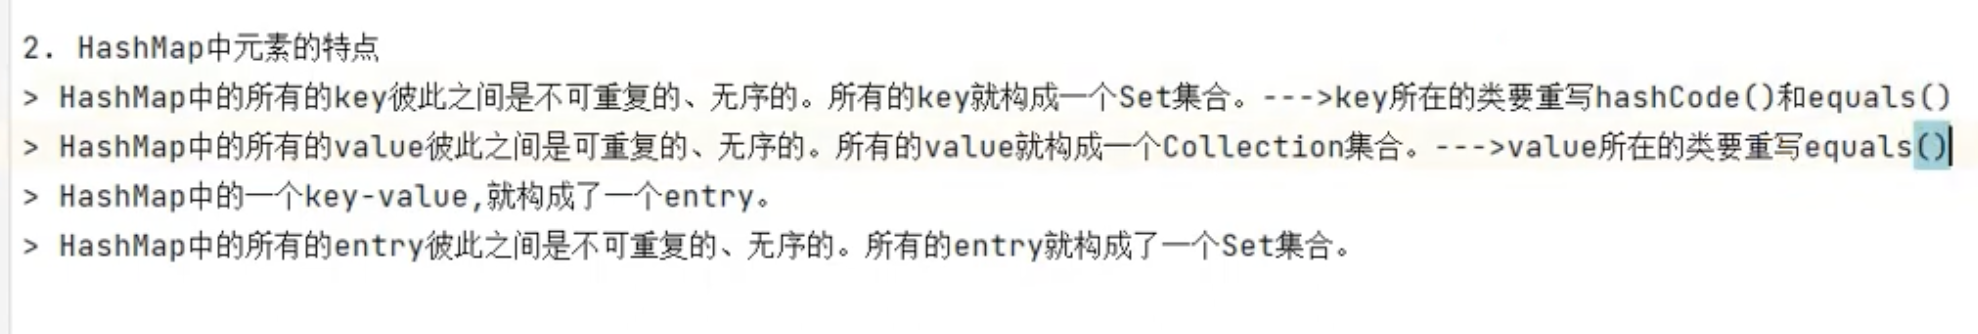 2. HashMap中元素的特点
> HashMap中的所有的key彼此之间是不可重复的、无序的。所有的key就构成一个Set集合。--->key所在的类要重写hashCode()和equals()
> HashMap中的所有的value彼此之间是可重复的、无序的。所有的value就构成一个Collection集合。--->value所在的类要重写equals()
> HashMap中的一个key-value,就构成了一个entry。
> HashMap中的所有的entry彼此之间是不可重复的、无序的。所有的entry就构成了一个Set集合。